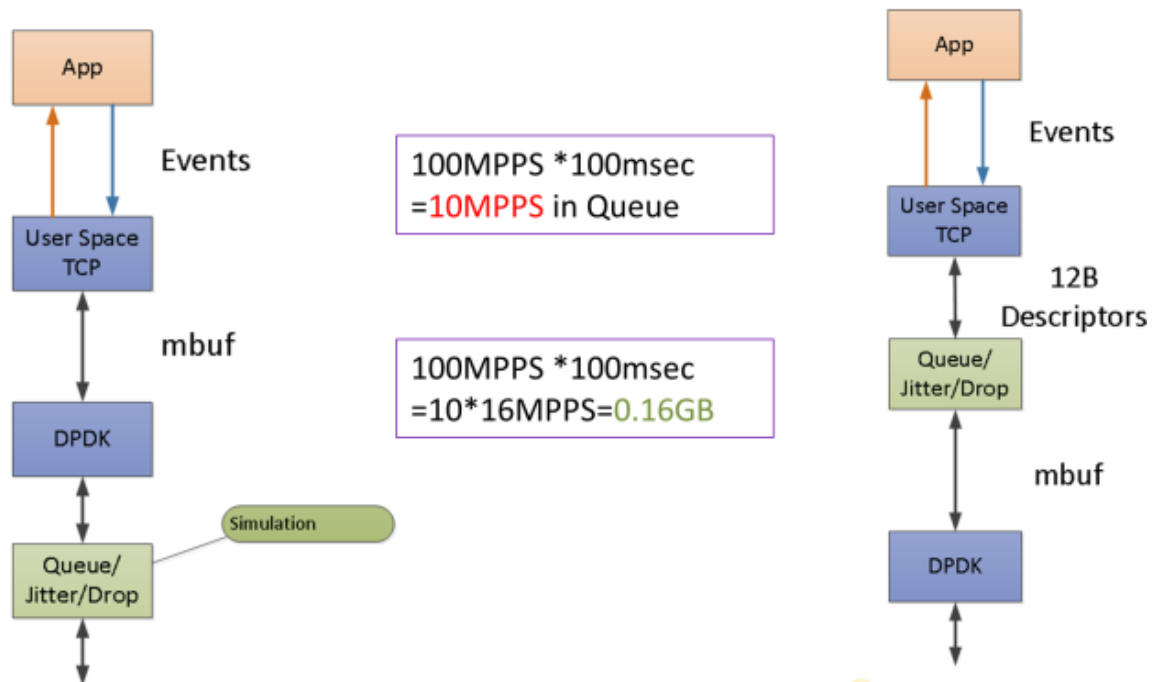 App
Events
User Space
TCP
mbuf
DPDK
Queue/
Jitter/Drop
Simulation
100MPPS *100msec
=10MPPS in Queue
100MPPS *100msec
=10*16MPPS=0.16GB
App
Events
User Space
TCP
12B
Descriptors
Queue/
Jitter/Drop
mbuf
DPDK